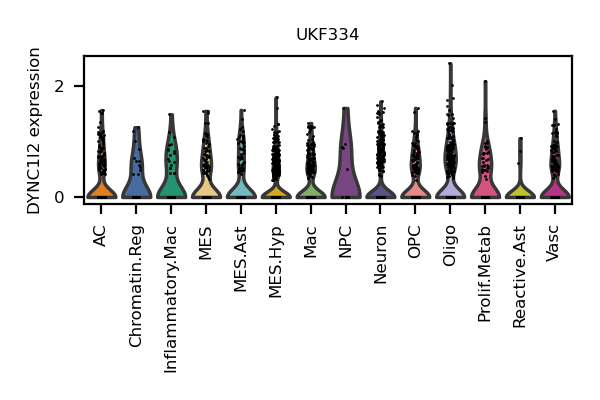 UKF334
DYNC1I2 expression
2
0
AC
Chromatin.Reg
Inflammatory.Mac
MES
MES.Ast
MES.Hyp
Mac
NPC
Neuron
OPC
Oligo
Prolif.Metab
Reactive.Ast
Vasc